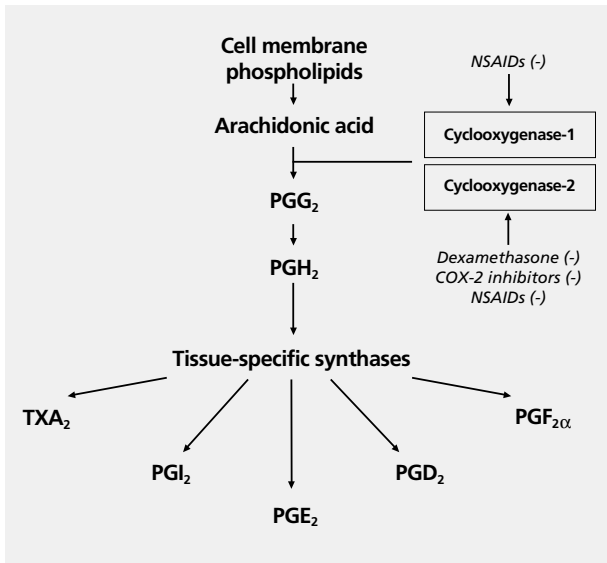 Cell membrane
phospholipids
NSAIDs (-)
Arachidonic acid
Cyclooxygenase-1
Cyclooxygenase-2
PGG₂
Dexamethasone (-)
COX-2 inhibitors (-)
NSAIDs (-)
PGH₂
Tissue-specific synthases
TXA₂
PGF₂α
PGI₂
PGD₂
PGE₂